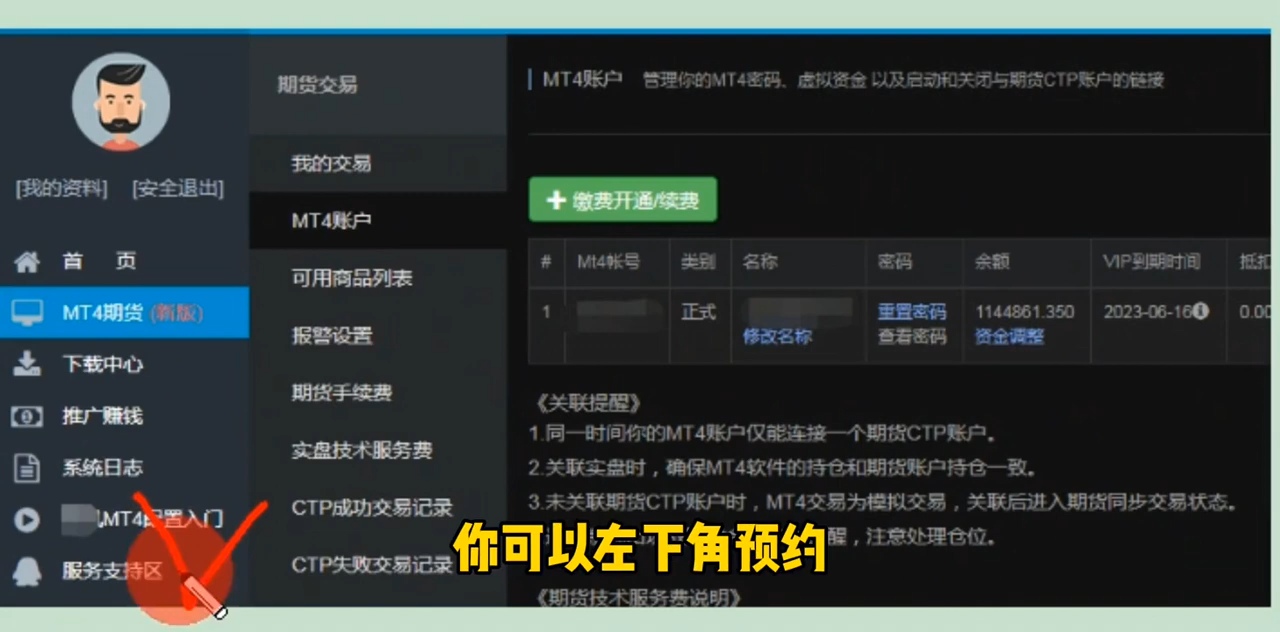 [我的资料] [安全退出]
首 页
MT4期货 (新版)
下载中心
推广赚钱
系统日志
MT4配置入门
服务支持区
期货交易
我的交易
MT4账户
可用商品列表
报警设置
期货手续费
实盘技术服务费
CTP成功交易记录
CTP失败交易记录
MT4账户 管理你的MT4密码、虚拟资金 以及启动和关闭与期货CTP账户的链接
+ 缴费开通/续费
# Mt4帐号 类别 名称 密码 余额 VIP到期时间 抵扣
1 正式 重置密码 1144861.350 2023-06-16 0.00
修改名称 查看密码 资金调整
《关联提醒》
1.同一时间你的MT4账户仅能连接一个期货CTP账户。
2.关联实盘时，确保MT4软件的持仓和期货账户持仓一致。
3.未关联期货CTP账户时，MT4交易为模拟交易，关联后进入期货同步交易状态。
醒，注意处理仓位。
《期货技术服务费说明》
你可以左下角预约